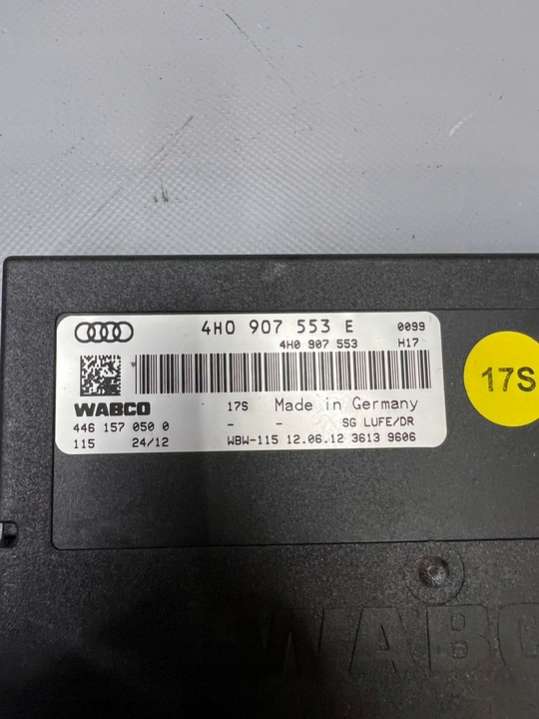 4H0 907 553 E 0099
4H0 907 553 H17
WABCO 17S Made in Germany
446 157 050 0 - - SG LUFE/DR
115 24/12 WBW-115 12.06.12 3613 9606
17S
WABC